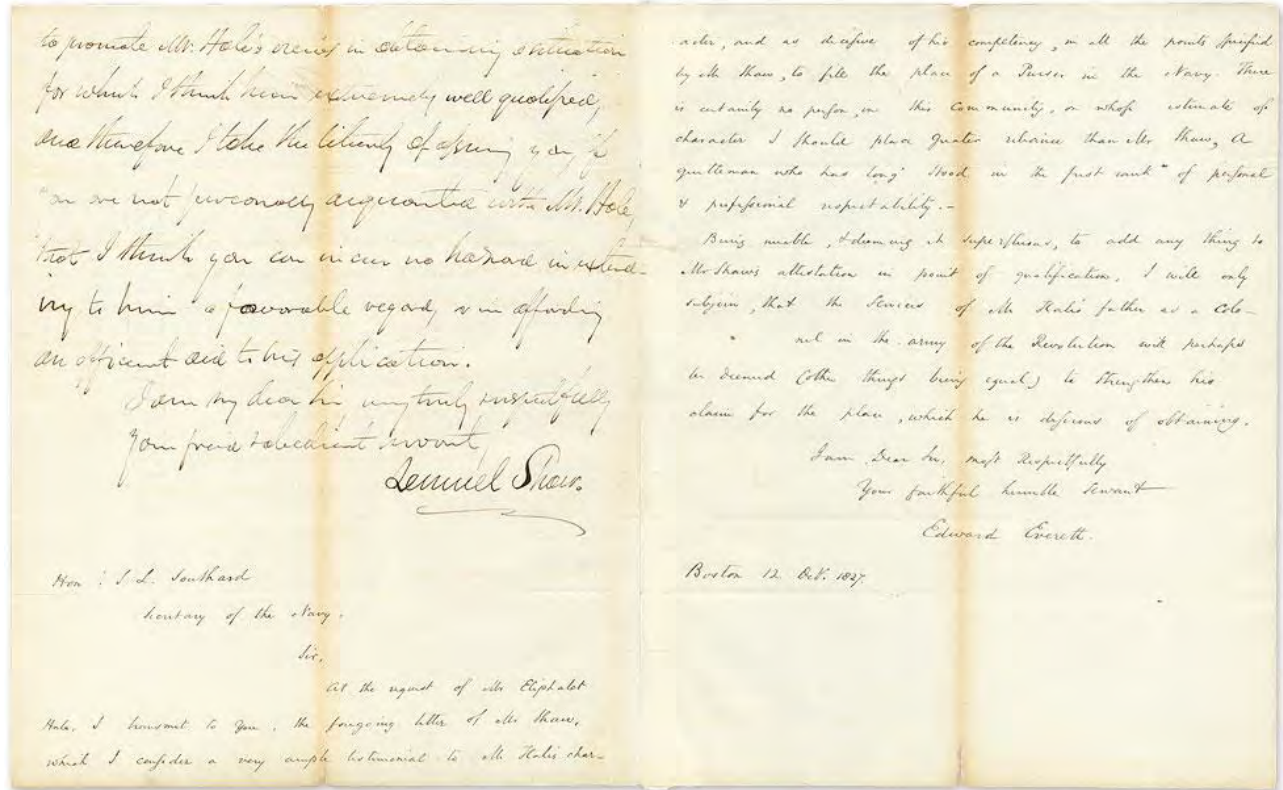 to promote Mr. Hale's views in obtaining a situation
for which I think him extremely well qualified,
and therefore I take the liberty of assuring you, if
you are not personally acquainted with Mr. Hale,
that I think you can incur no hazard in extend-
ing to him a favorable regard, or in affording
an efficient aid to his application.
I am my dear Sir very truly & respectfully
Your friend & obedient servant,
Lemuel Shaw.
Hon: S. L. Southard
Secretary of the Navy.
Sir,
At the request of Mr Eliphalet
Hale, I transmit to you, the foregoing letter of Mr Shaw,
which I consider a very ample testimonial to Mr Hale's char-
acter, and as decisive of his competency, in all the points specified
by Mr Shaw, to fill the place of a Purser in the Navy. There
is certainly no person, in this Community, on whose estimate of
character I should place greater reliance than Mr Shaw, a
gentleman who has long stood in the first rank of personal
& professional respectability.-
Being unable, & deeming it superfluous, to add any thing to
Mr Shaw's attestation in point of qualification, I will only
subjoin, that the Services of Mr Hale's father as a colo-
nel in the army of the Revolution will perhaps
be deemed (other things being equal) to strengthen his
claim for the place, which he is desirous of obtaining.
I am, Dear Sir, most Respectfully
Your faithful humble Servant
Edward Everett.
Boston 12 Oct. 1827.